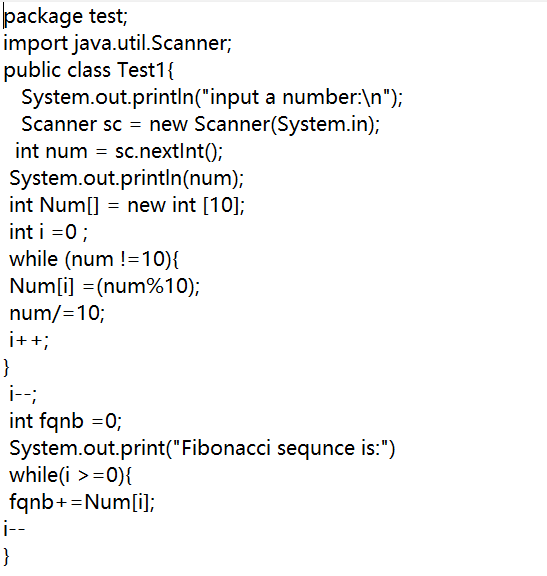 package test;
import java.util.Scanner;
public class Test1{
System.out.println("input a number:\n");
Scanner sc = new Scanner(System.in);
int num = sc.nextInt();
System.out.println(num);
int Num[] = new int [10];
int i =0 ;
while (num !=10){
Num[i] =(num%10);
num/=10;
i++;
}
i--;
int fqnb =0;
System.out.print("Fibonacci sequnce is:")
while(i >=0){
fqnb+=Num[i];
i--
}